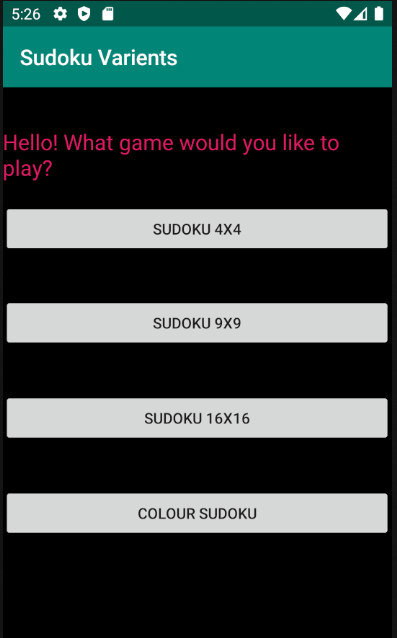 5:26
Sudoku Varients
Hello! What game would you like to
play?
SUDOKU 4X4
SUDOKU 9X9
SUDOKU 16X16
COLOUR SUDOKU